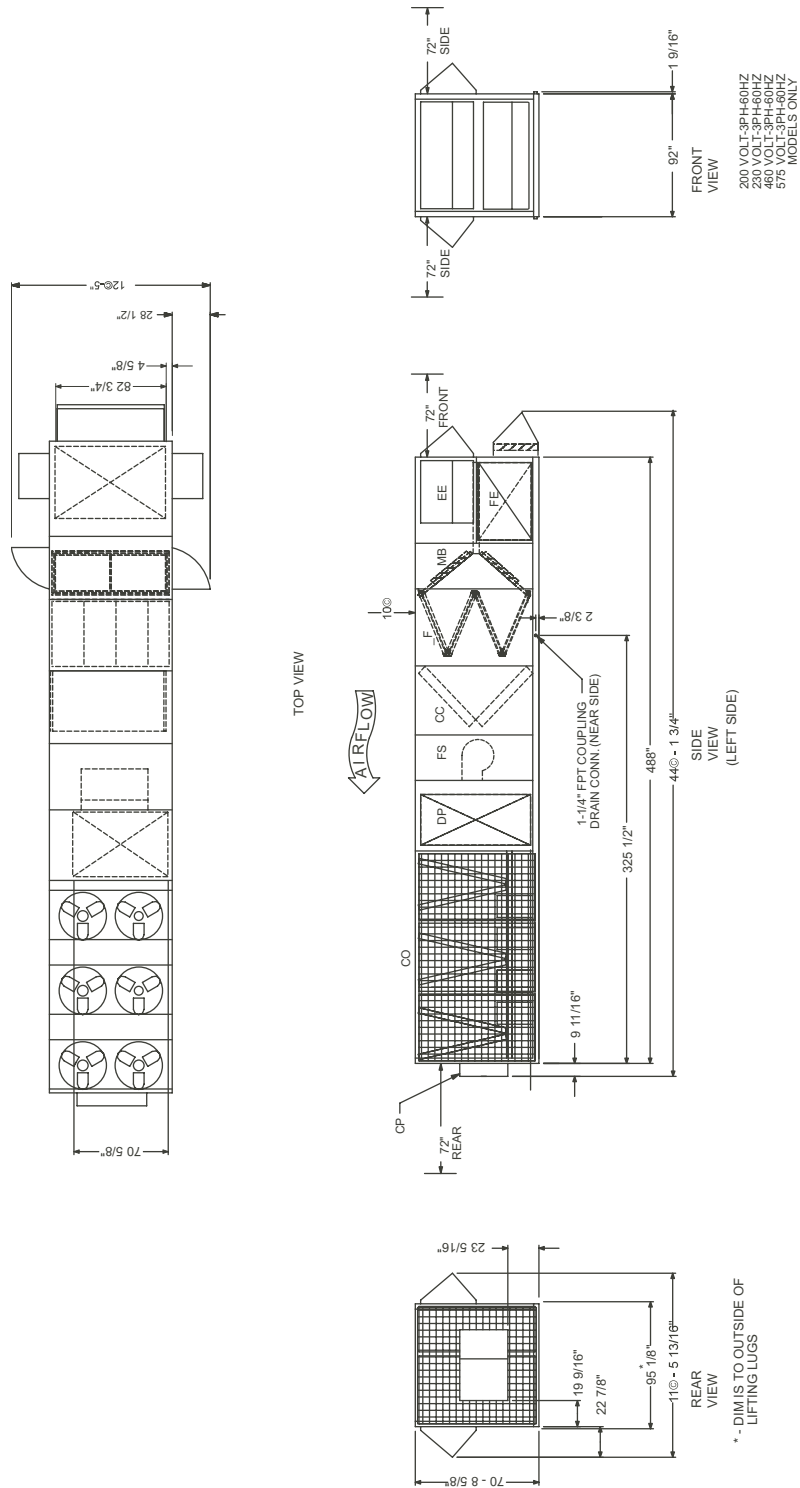 12©-5"
28 1/2"
4 5/8"
82 3/4"
70 5/8"
TOP VIEW
72"
SIDE
72"
SIDE
1 9/16"
92"
FRONT
VIEW
200 VOLT-3PH-60HZ
230 VOLT-3PH-60HZ
460 VOLT-3PH-60HZ
575 VOLT-3PH-60HZ
MODELS ONLY
AIRFLOW
72"
FRONT
10©
EE
FE
MB
F
CC
FS
DP
CO
CP
72"
REAR
2 3/8"
1-1/4" FPT COUPLING
DRAIN CONN. (NEAR SIDE)
9 11/16"
325 1/2"
488"
44© - 1 3/4"
SIDE
VIEW
(LEFT SIDE)
23 5/16"
19 9/16"
22 7/8"
*
95 1/8"
11© - 5 13/16"
70 - 8 5/8"
REAR
VIEW
* - DIM IS TO OUTSIDE OF
LIFTING LUGS